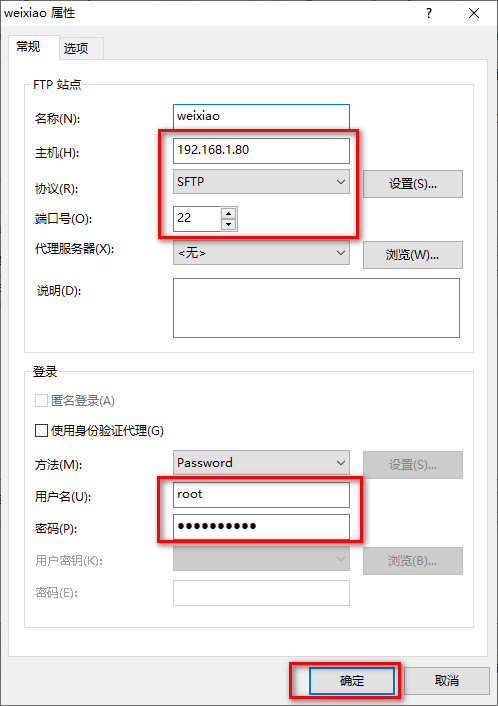 weixiao 属性
?
常规
选项
FTP 站点
名称(N):
weixiao
主机(H):
192.168.1.80
协议(R):
SFTP
设置(S)...
端口号(O):
22
代理服务器(X):
<无>
浏览(W)...
说明(D):
登录
匿名登录(A)
使用身份验证代理(G)
方法(M):
Password
设置(S)...
用户名(U):
root
密码(P):
●●●●●●●●●●
用户密钥(K):
浏览(B)...
密码(E):
确定
取消